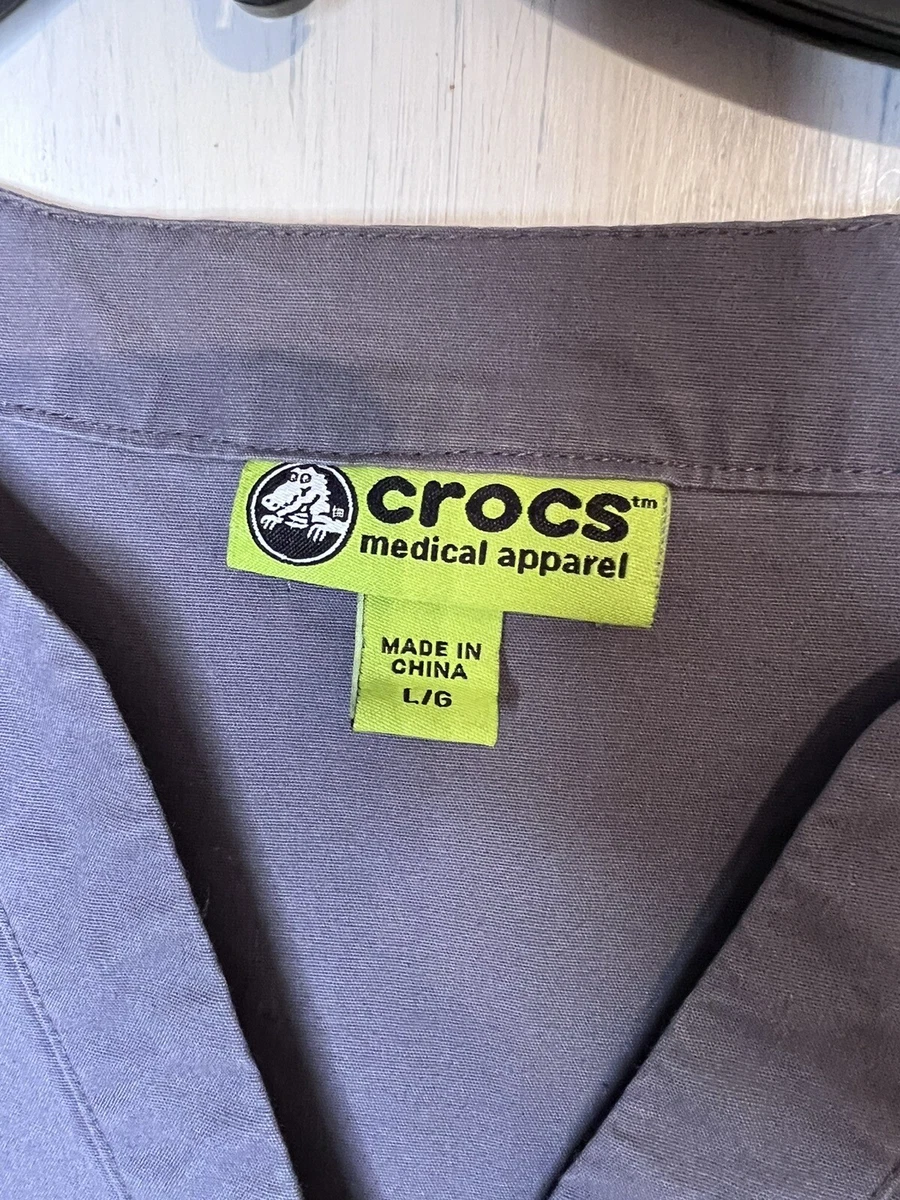 crocs™
medical apparel
MADE IN
CHINA
L/G